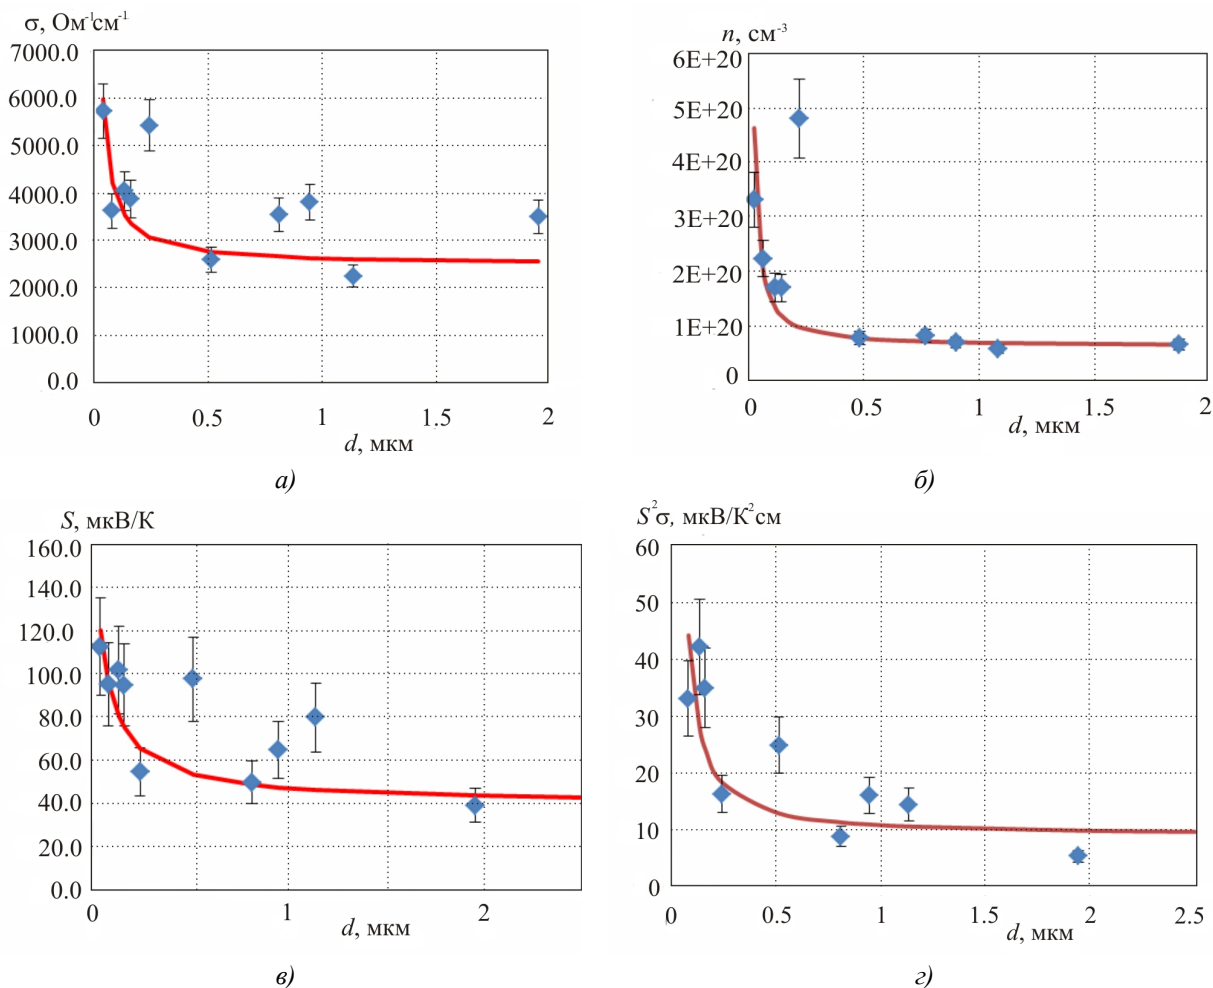 σ, Ом⁻¹см⁻¹
7000.0
6000.0
5000.0
4000.0
3000.0
2000.0
1000.0
0.0
0 0.5 1 1.5 2
d, мкм
а)
n, см⁻³
6E+20
5E+20
4E+20
3E+20
2E+20
1E+20
0
0 0.5 1 1.5 2
d, мкм
б)
S, мкВ/К
160.0
140.0
120.0
100.0
80.0
60.0
40.0
20.0
0.0
0 1 2
d, мкм
в)
S²σ, мкВ/К²см
60
50
40
30
20
10
0
0 0.5 1 1.5 2 2.5
d, мкм
г)